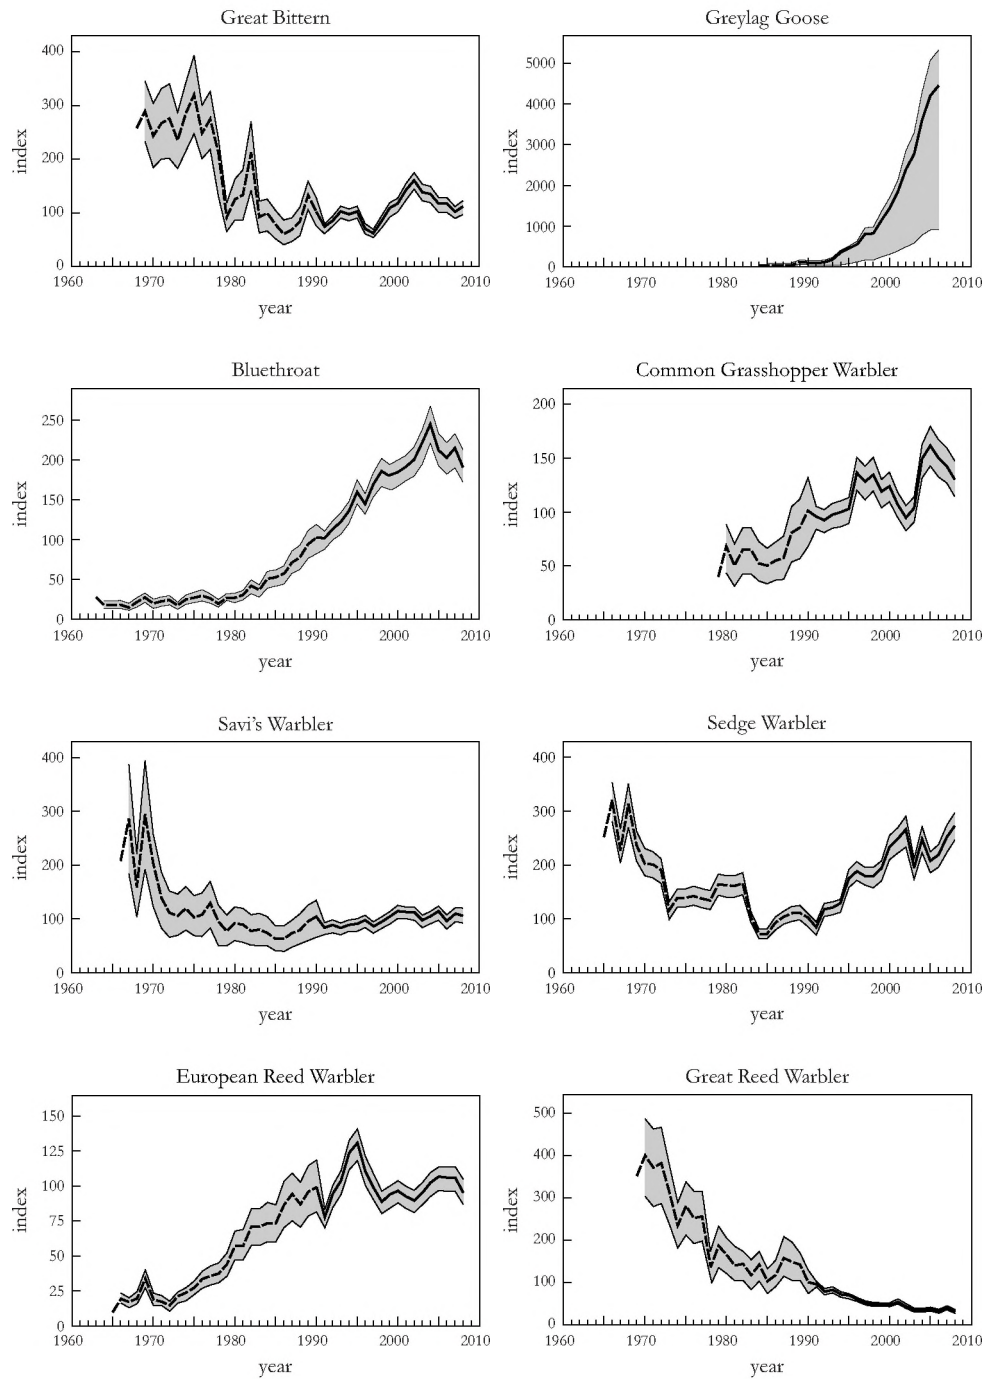 Great Bittern
400
300
200
100
0
1960 1970 1980 1990 2000 2010
index
year
Greylag Goose
5000
4000
3000
2000
1000
0
1960 1970 1980 1990 2000 2010
index
year
Bluethroat
250
200
150
100
50
0
1960 1970 1980 1990 2000 2010
index
year
Common Grasshopper Warbler
200
150
100
50
0
1960 1970 1980 1990 2000 2010
index
year
Savi's Warbler
400
300
200
100
0
1960 1970 1980 1990 2000 2010
index
year
Sedge Warbler
400
300
200
100
0
1960 1970 1980 1990 2000 2010
index
year
European Reed Warbler
150
125
100
75
50
25
0
1960 1970 1980 1990 2000 2010
index
year
Great Reed Warbler
500
400
300
200
100
0
1960 1970 1980 1990 2000 2010
index
year